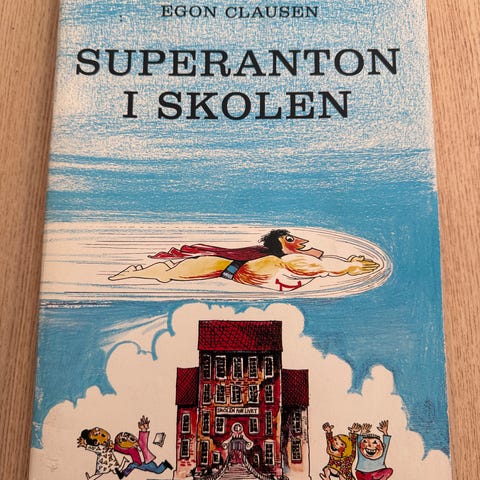 EGON CLAUSEN
SUPERANTON
I SKOLEN
SKOLEN FOR LIVET